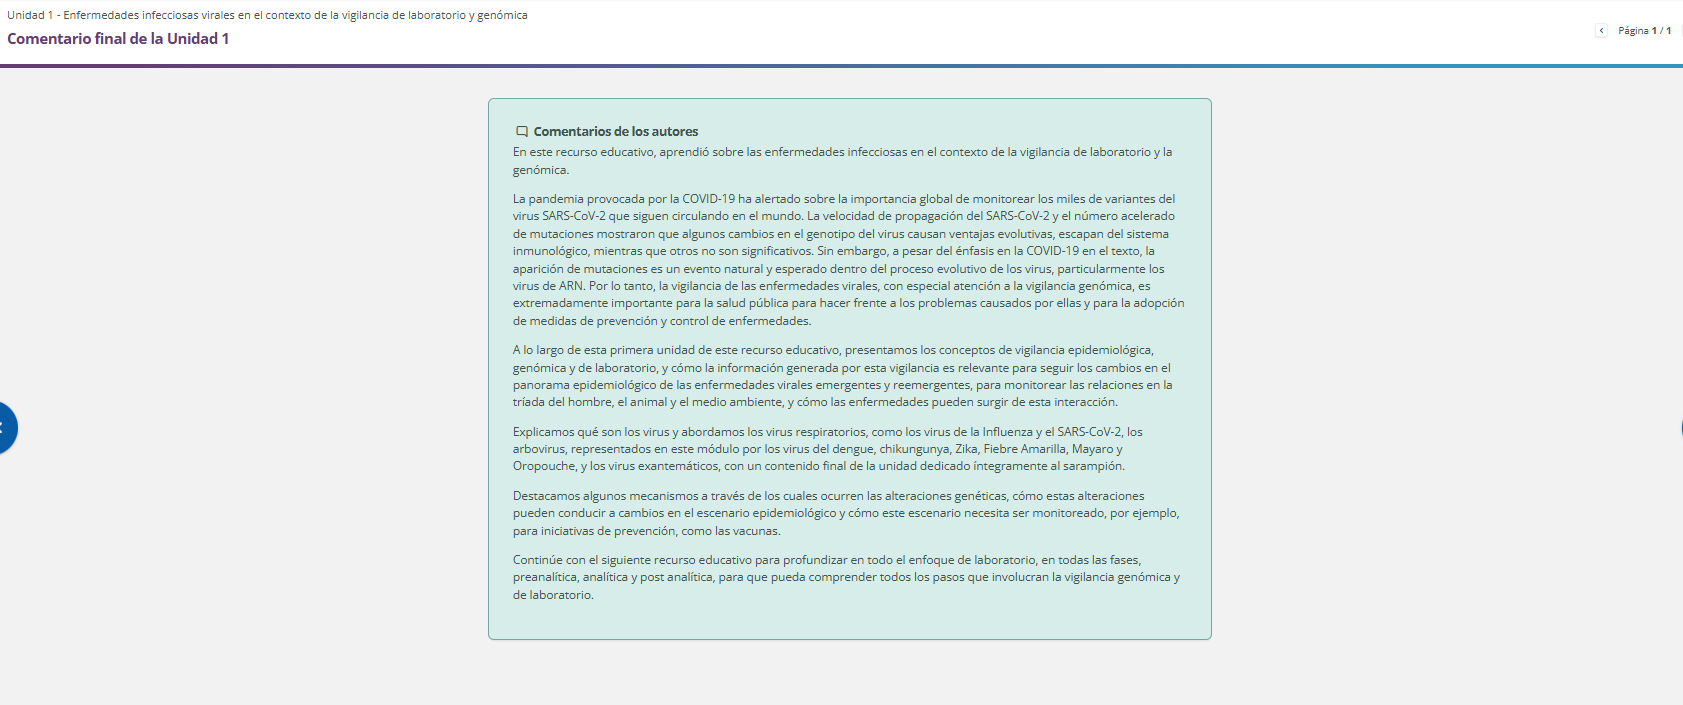 Unidad 1 - Enfermedades infecciosas virales en el contexto de la vigilancia de laboratorio y genómica
Comentario final de la Unidad 1
Página 1 / 1
Comentarios de los autores
En este recurso educativo, aprendió sobre las enfermedades infecciosas en el contexto de la vigilancia de laboratorio y la
genómica.
La pandemia provocada por la COVID-19 ha alertado sobre la importancia global de monitorear los miles de variantes del
virus SARS-CoV-2 que siguen circulando en el mundo. La velocidad de propagación del SARS-CoV-2 y el número acelerado
de mutaciones mostraron que algunos cambios en el genotipo del virus causan ventajas evolutivas, escapan del sistema
inmunológico, mientras que otros no son significativos. Sin embargo, a pesar del énfasis en la COVID-19 en el texto, la
aparición de mutaciones es un evento natural y esperado dentro del proceso evolutivo de los virus, particularmente los
virus de ARN. Por lo tanto, la vigilancia de las enfermedades virales, con especial atención a la vigilancia genómica, es
extremadamente importante para la salud pública para hacer frente a los problemas causados por ellas y para la adopción
de medidas de prevención y control de enfermedades.
A lo largo de esta primera unidad de este recurso educativo, presentamos los conceptos de vigilancia epidemiológica,
genómica y de laboratorio, y cómo la información generada por esta vigilancia es relevante para seguir los cambios en el
panorama epidemiológico de las enfermedades virales emergentes y reemergentes, para monitorear las relaciones en la
tríada del hombre, el animal y el medio ambiente, y cómo las enfermedades pueden surgir de esta interacción.
Explicamos qué son los virus y abordamos los virus respiratorios, como los virus de la Influenza y el SARS-CoV-2, los
arbovirus, representados en este módulo por los virus del dengue, chikungunya, Zika, Fiebre Amarilla, Mayaro y
Oropouche, y los virus exantemáticos, con un contenido final de la unidad dedicado íntegramente al sarampión.
Destacamos algunos mecanismos a través de los cuales ocurren las alteraciones genéticas, cómo estas alteraciones
pueden conducir a cambios en el escenario epidemiológico y cómo este escenario necesita ser monitoreado, por ejemplo,
para iniciativas de prevención, como las vacunas.
Continúe con el siguiente recurso educativo para profundizar en todo el enfoque de laboratorio, en todas las fases,
preanalítica, analítica y post analítica, para que pueda comprender todos los pasos que involucran la vigilancia genómica y
de laboratorio.